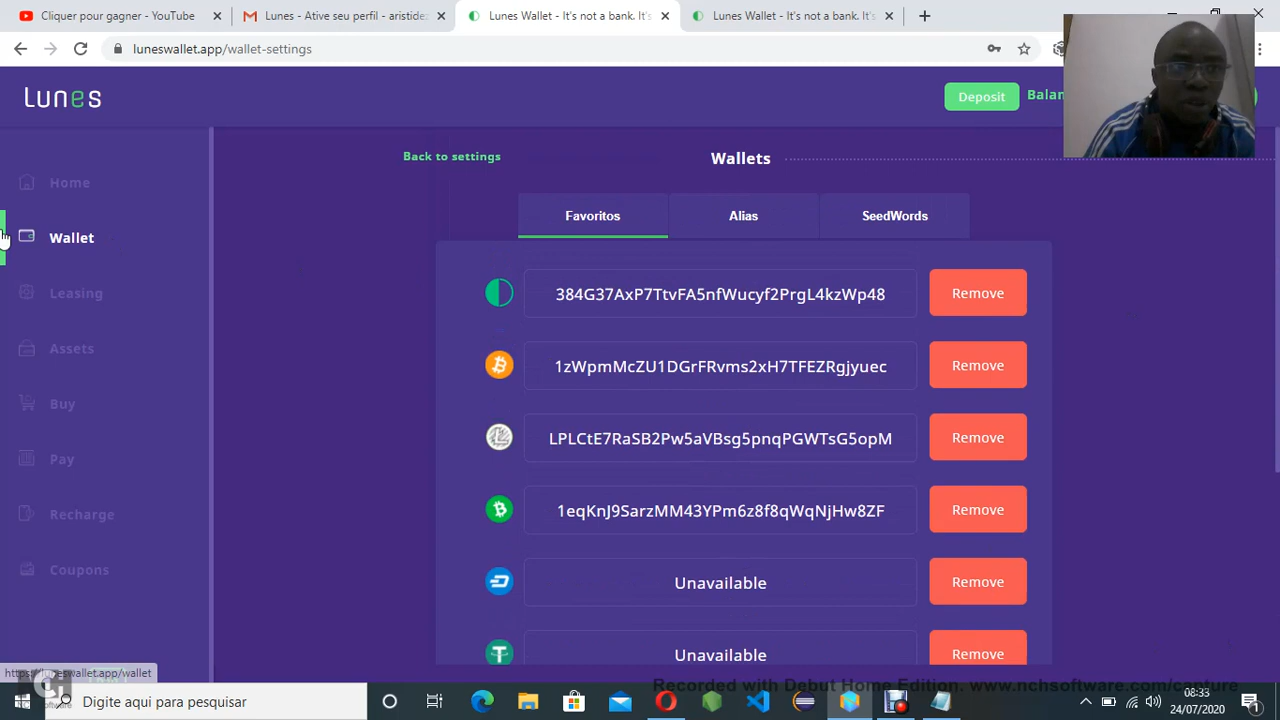 Cliquer pour gagner - YouTube
Lunes - Ative seu perfil - aristides
Lunes Wallet - It's not a bank. It's
Lunes Wallet - It's not a bank. It's
luneswallet.app/wallet-settings
Lunes
Deposit
Home
Wallet
Leasing
Assets
Buy
Pay
Recharge
Coupons
Back to settings
Wallets
Favoritos
Alias
SeedWords
384G37AxP7TtvFA5nfWucyf2PrgL4kzWp48
Remove
1zWpmMcZU1DGrFRvms2xH7TFEZRgjyuec
Remove
LPLCtE7RaSB2Pw5aVBsg5pnqPGWTsG5opM
Remove
1eqKnJ9SarzMM43YPm6z8f8qWqNjHw8ZF
Remove
Unavailable
Remove
Unavailable
Remove
https://luneswallet.app/wallet
Recorded with Debut Home Edition. www.nchsoftware.com/capture
Digite aqui para pesquisar
08:33
24/07/2020